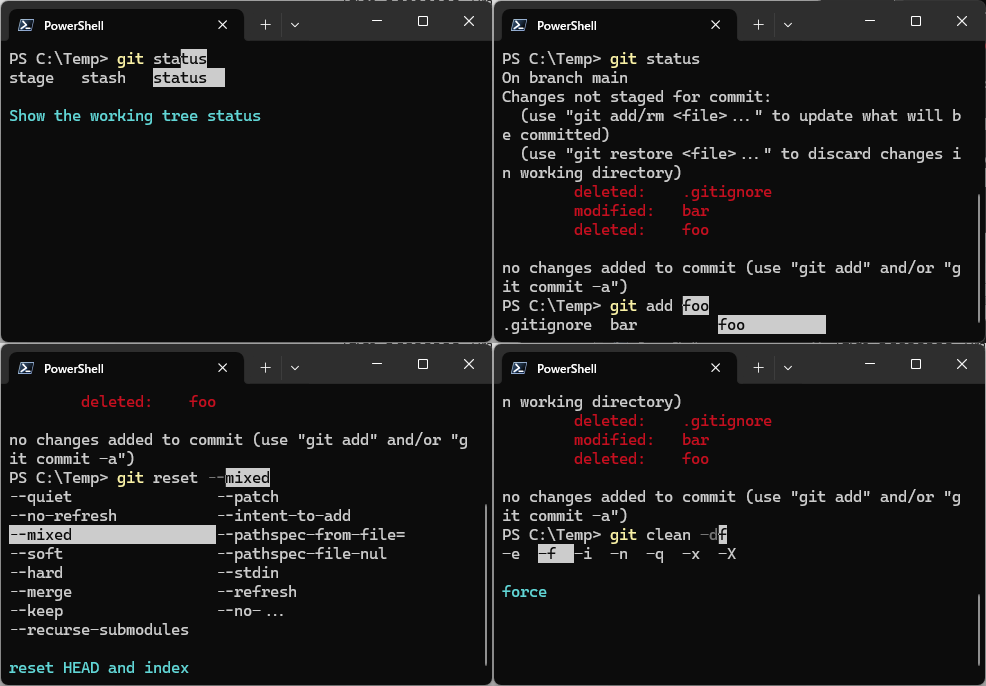 PowerShell
PS C:\Temp> git status
stage   stash   status
Show the working tree status
PowerShell
PS C:\Temp> git status
On branch main
Changes not staged for commit:
  (use "git add/rm <file>..." to update what will b
e committed)
  (use "git restore <file>..." to discard changes i
n working directory)
        deleted:    .gitignore
        modified:   bar
        deleted:    foo
no changes added to commit (use "git add" and/or "g
it commit -a")
PS C:\Temp> git add foo
.gitignore  bar         foo
PowerShell
        deleted:    foo
no changes added to commit (use "git add" and/or "g
it commit -a")
PS C:\Temp> git reset --mixed
--quiet                --patch
--no-refresh           --intent-to-add
--mixed                --pathspec-from-file=
--soft                 --pathspec-file-nul
--hard                 --stdin
--merge                --refresh
--keep                 --no-...
--recurse-submodules
reset HEAD and index
PowerShell
n working directory)
        deleted:    .gitignore
        modified:   bar
        deleted:    foo
no changes added to commit (use "git add" and/or "g
it commit -a")
PS C:\Temp> git clean -df
-e  -f  -i  -n  -q  -x  -X
force